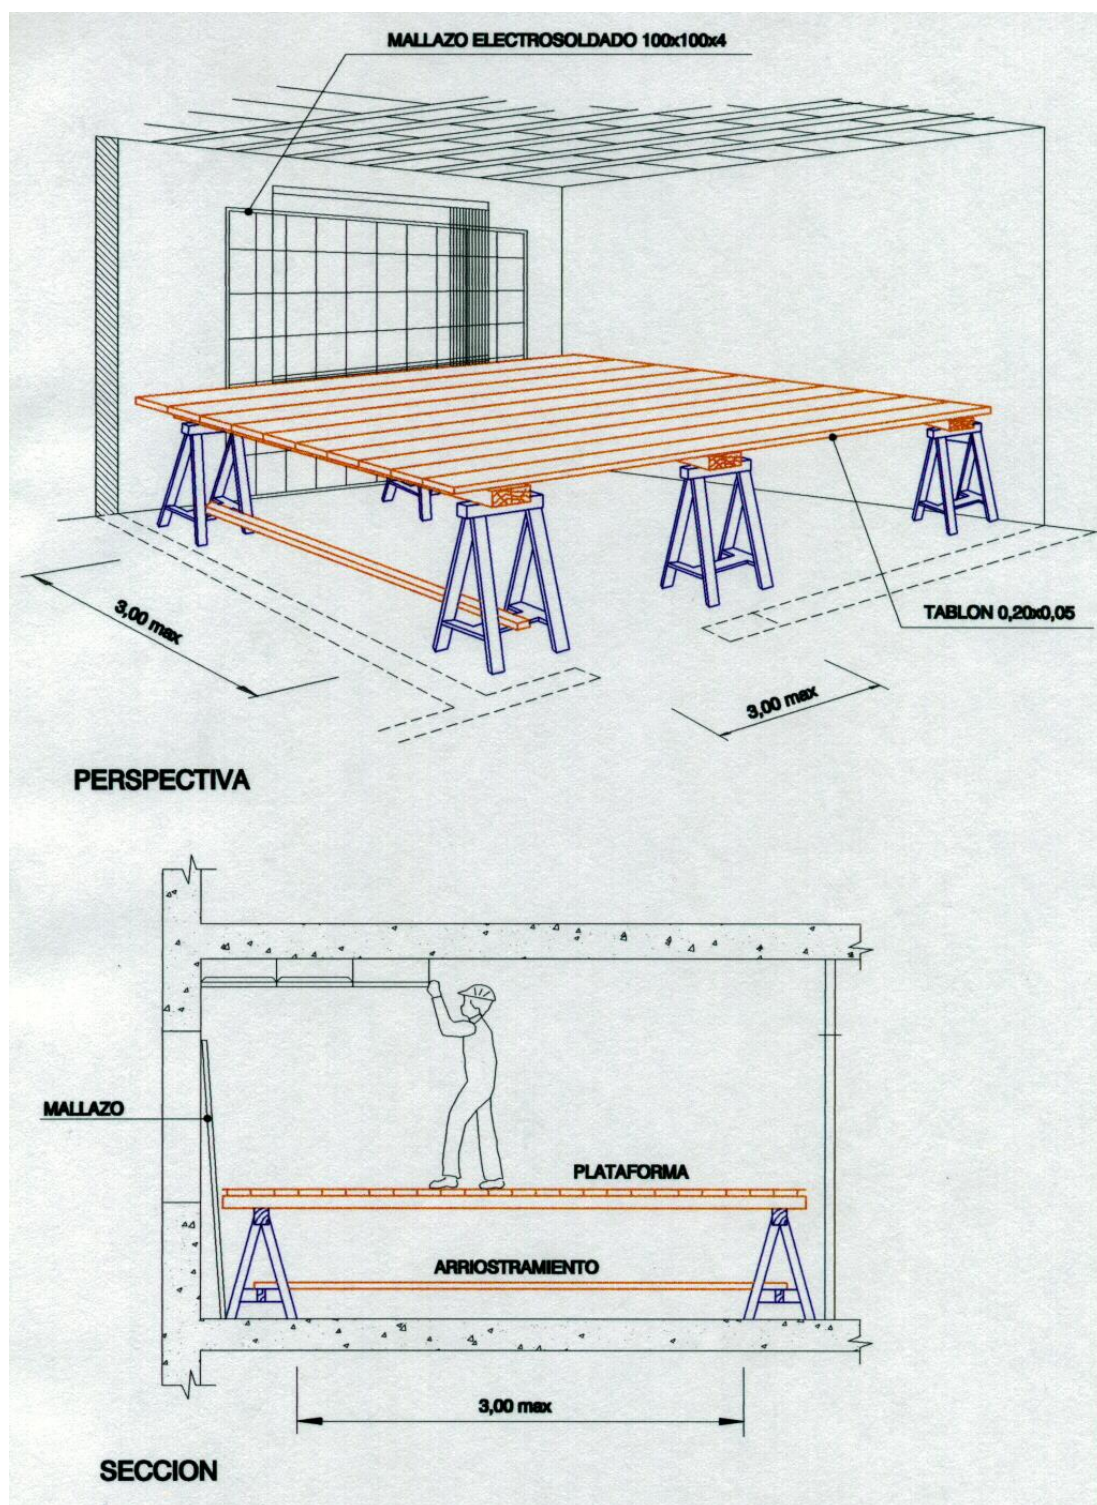 MALLAZO ELECTROSOLDADO 100x100x4
3,00 max
TABLON 0,20x0,05
3,00 max
PERSPECTIVA
MALLAZO
PLATAFORMA
ARRIOSTRAMIENTO
3,00 max
SECCION